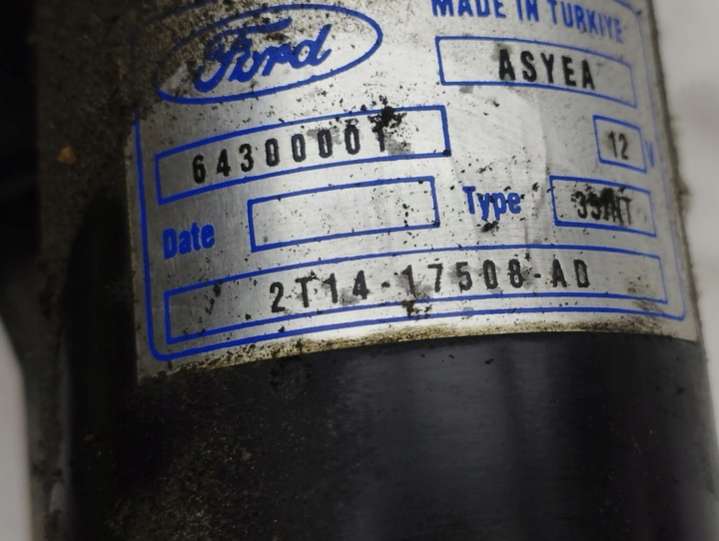 Ford
MADE IN TURKIYE
ASYEA
64300001
12 V
Date
Type
2T14-17508-AD